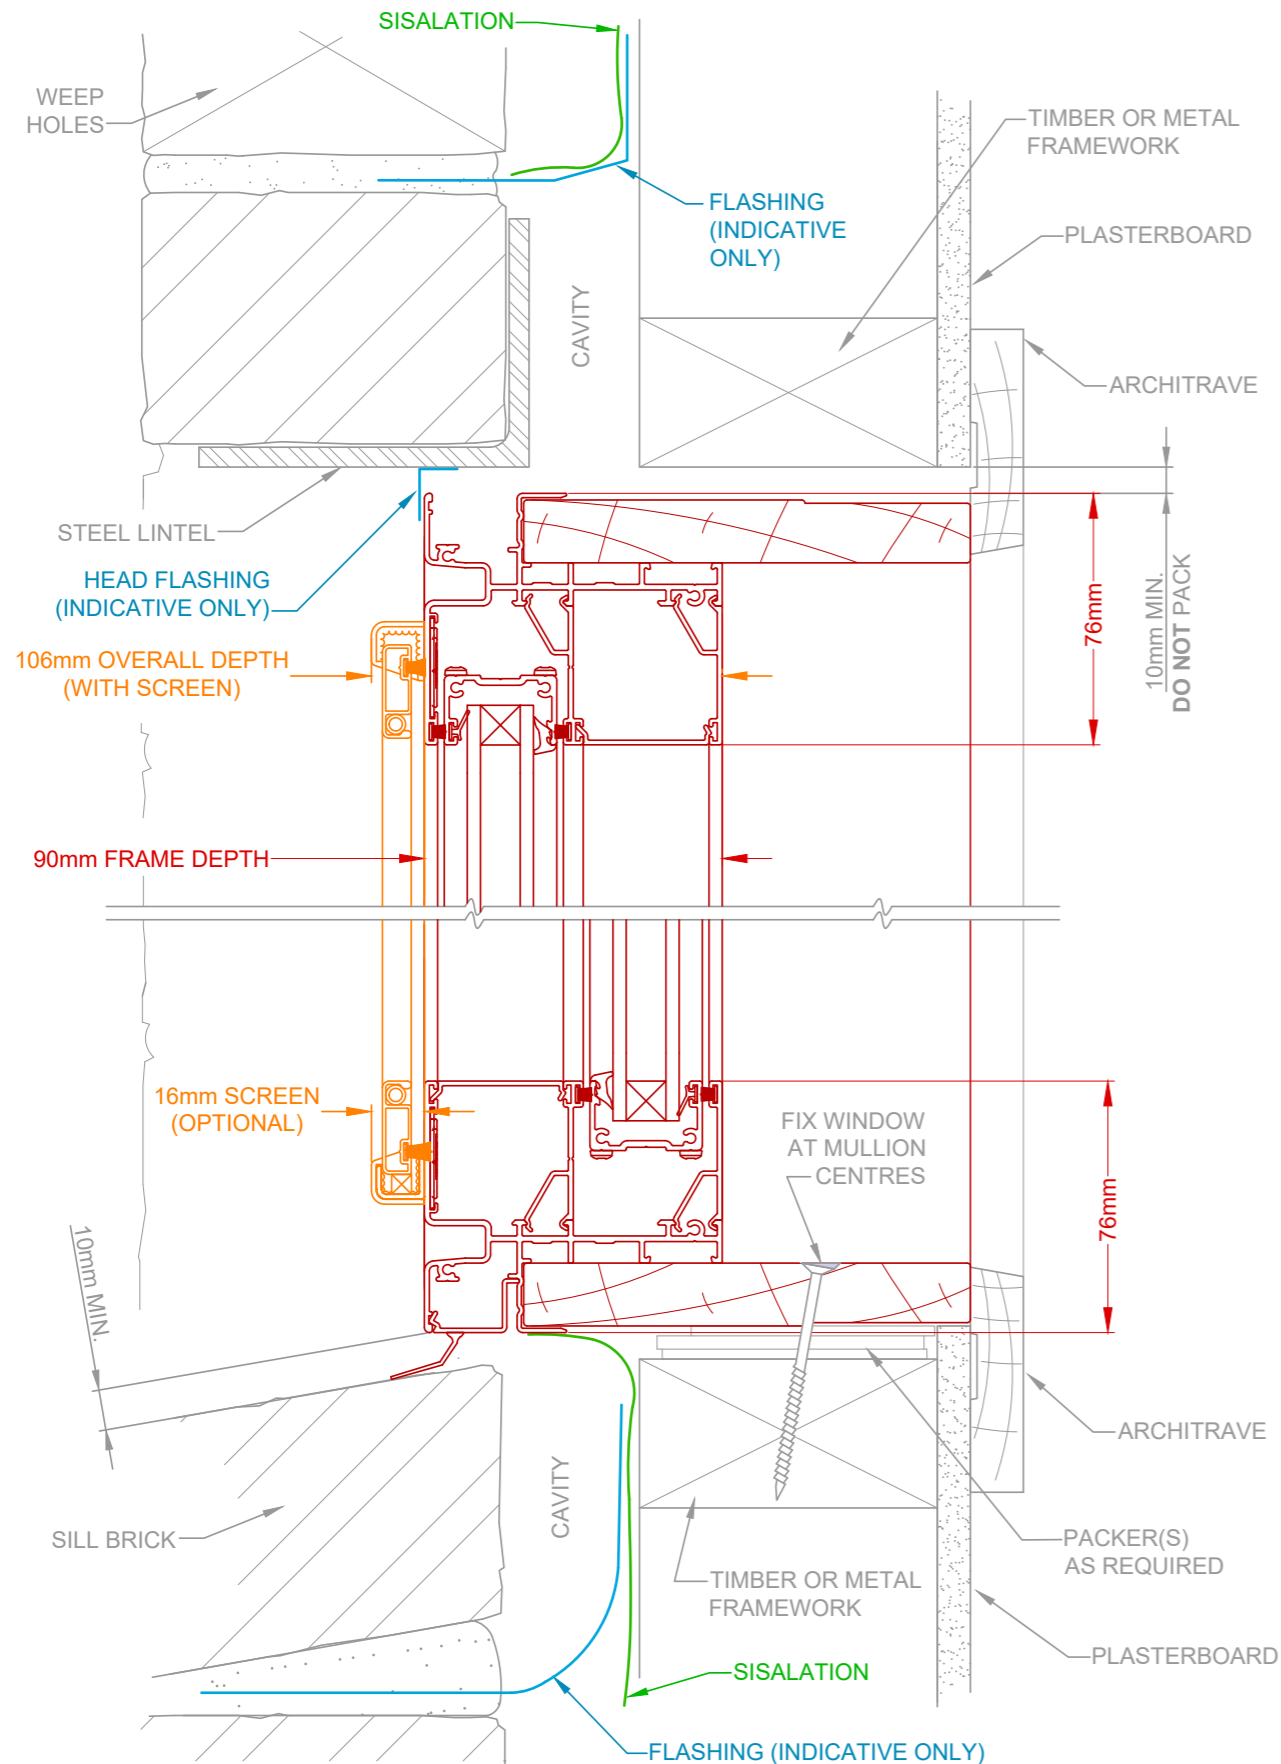 SISALATION
WEEP
HOLES
TIMBER OR METAL
FRAMEWORK
FLASHING
(INDICATIVE
ONLY)
PLASTERBOARD
CAVITY
ARCHITRAVE
STEEL LINTEL
HEAD FLASHING
(INDICATIVE ONLY)
76mm
10mm MIN.
DO NOT PACK
106mm OVERALL DEPTH
(WITH SCREEN)
90mm FRAME DEPTH
16mm SCREEN
(OPTIONAL)
FIX WINDOW
AT MULLION
CENTRES
76mm
10mm MIN.
ARCHITRAVE
CAVITY
SILL BRICK
PACKER(S)
AS REQUIRED
TIMBER OR METAL
FRAMEWORK
PLASTERBOARD
SISALATION
FLASHING (INDICATIVE ONLY)